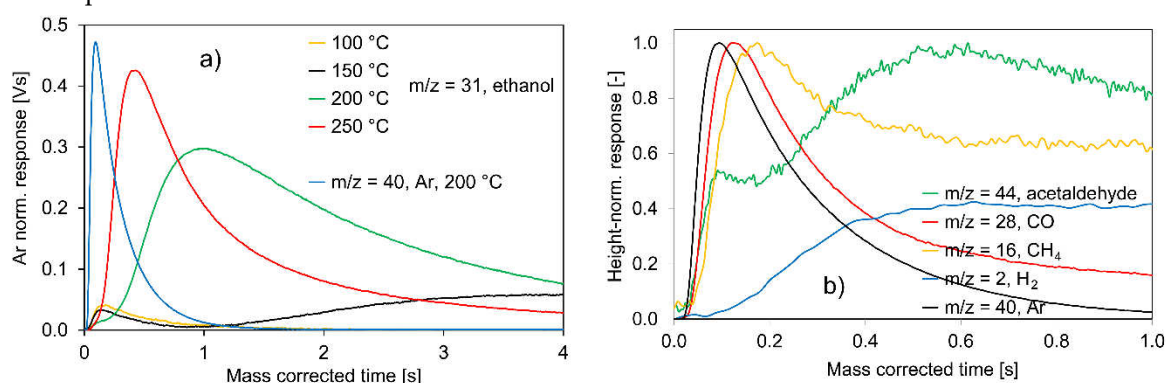 a)
Ar norm. response [Vs]
0.5
0.4
0.3
0.2
0.1
0.0
0
1
2
3
4
Mass corrected time [s]
100 °C
150 °C
200 °C
250 °C
m/z = 31, ethanol
m/z = 40, Ar, 200 °C
b)
Height-norm. response [-]
1.0
0.8
0.6
0.4
0.2
0.0
0.0
0.2
0.4
0.6
0.8
1.0
Mass corrected time [s]
m/z = 44, acetaldehyde
m/z = 28, CO
m/z = 16, CH₄
m/z = 2, H₂
m/z = 40, Ar